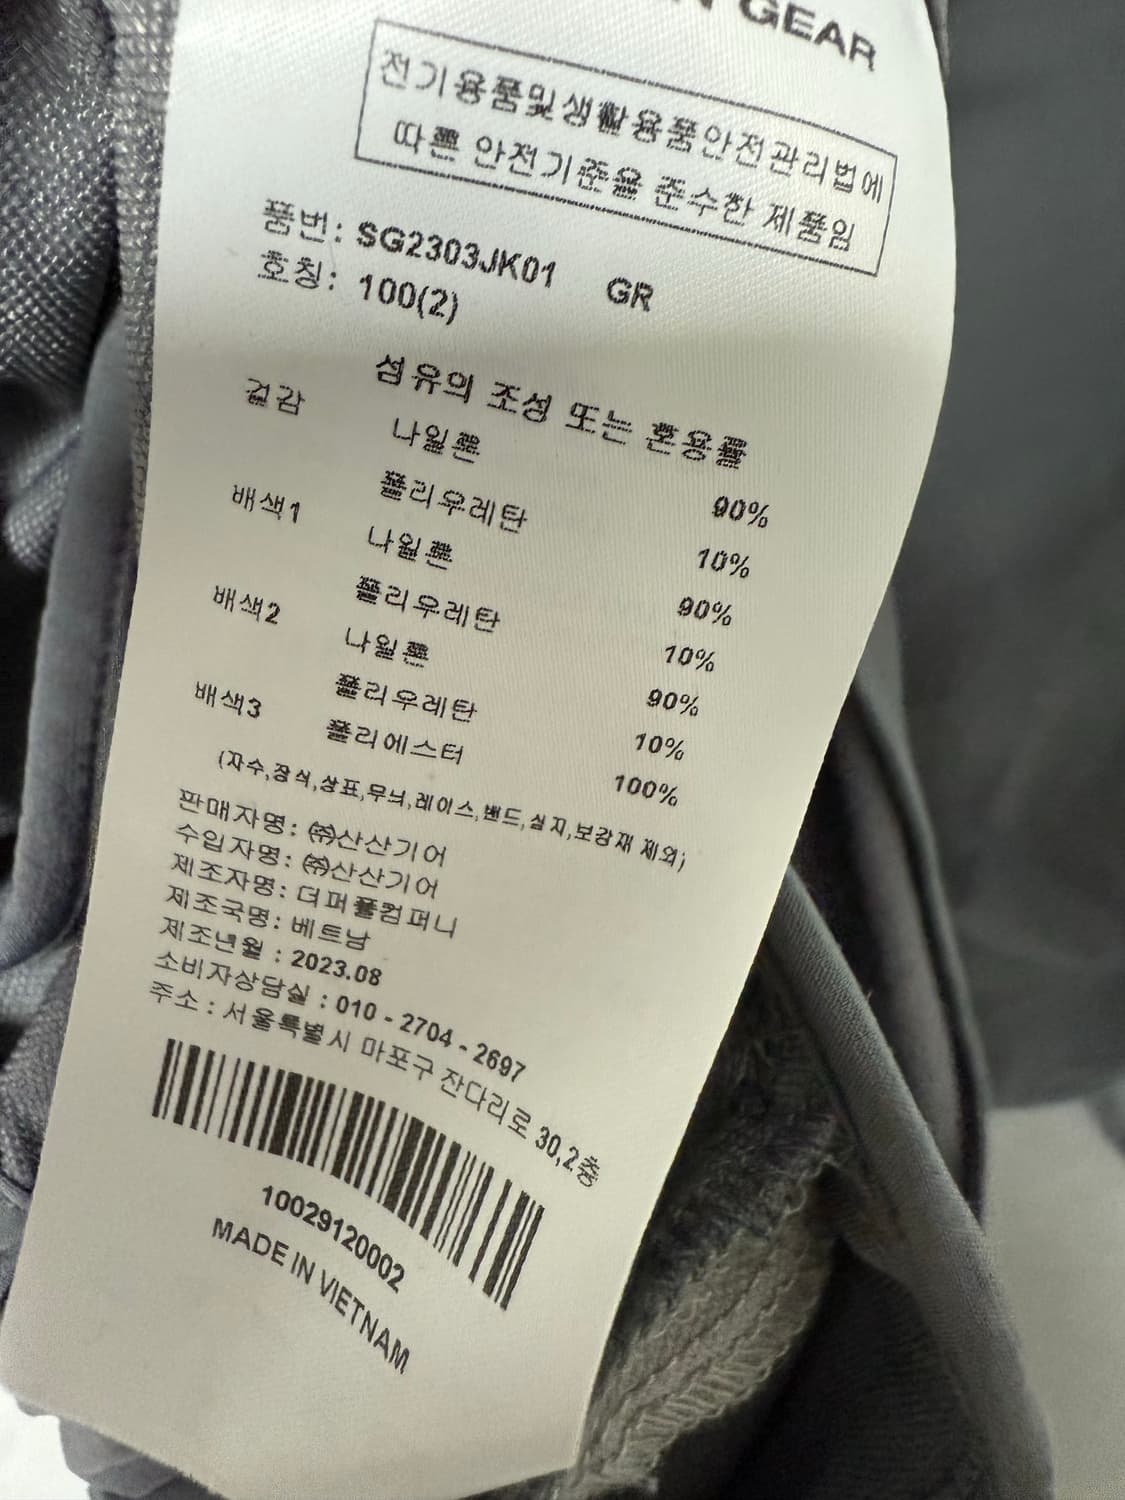 GEAR
전기용품및생활용품안전관리법에
따른 안전기준을 준수한 제품임
품번: SG2303JK01 GR
호칭: 100(2)
섬유의 조성 또는 혼용률
겉감 나일론 90%
폴리우레탄 10%
배색1 나일론 90%
폴리우레탄 10%
배색2 나일론 90%
폴리우레탄 10%
배색3 폴리에스터 100%
(자수,장식,상표,무늬,레이스,밴드,심지,보강재 제외)
판매자명: ㈜산산기어
수입자명: ㈜산산기어
제조자명: 더퍼플컴퍼니
제조국명: 베트남
제조년월 : 2023.08
소비자상담실 : 010 - 2704 - 2697
주소 : 서울특별시 마포구 잔다리로 30,2층
10029120002
MADE IN VIETNAM